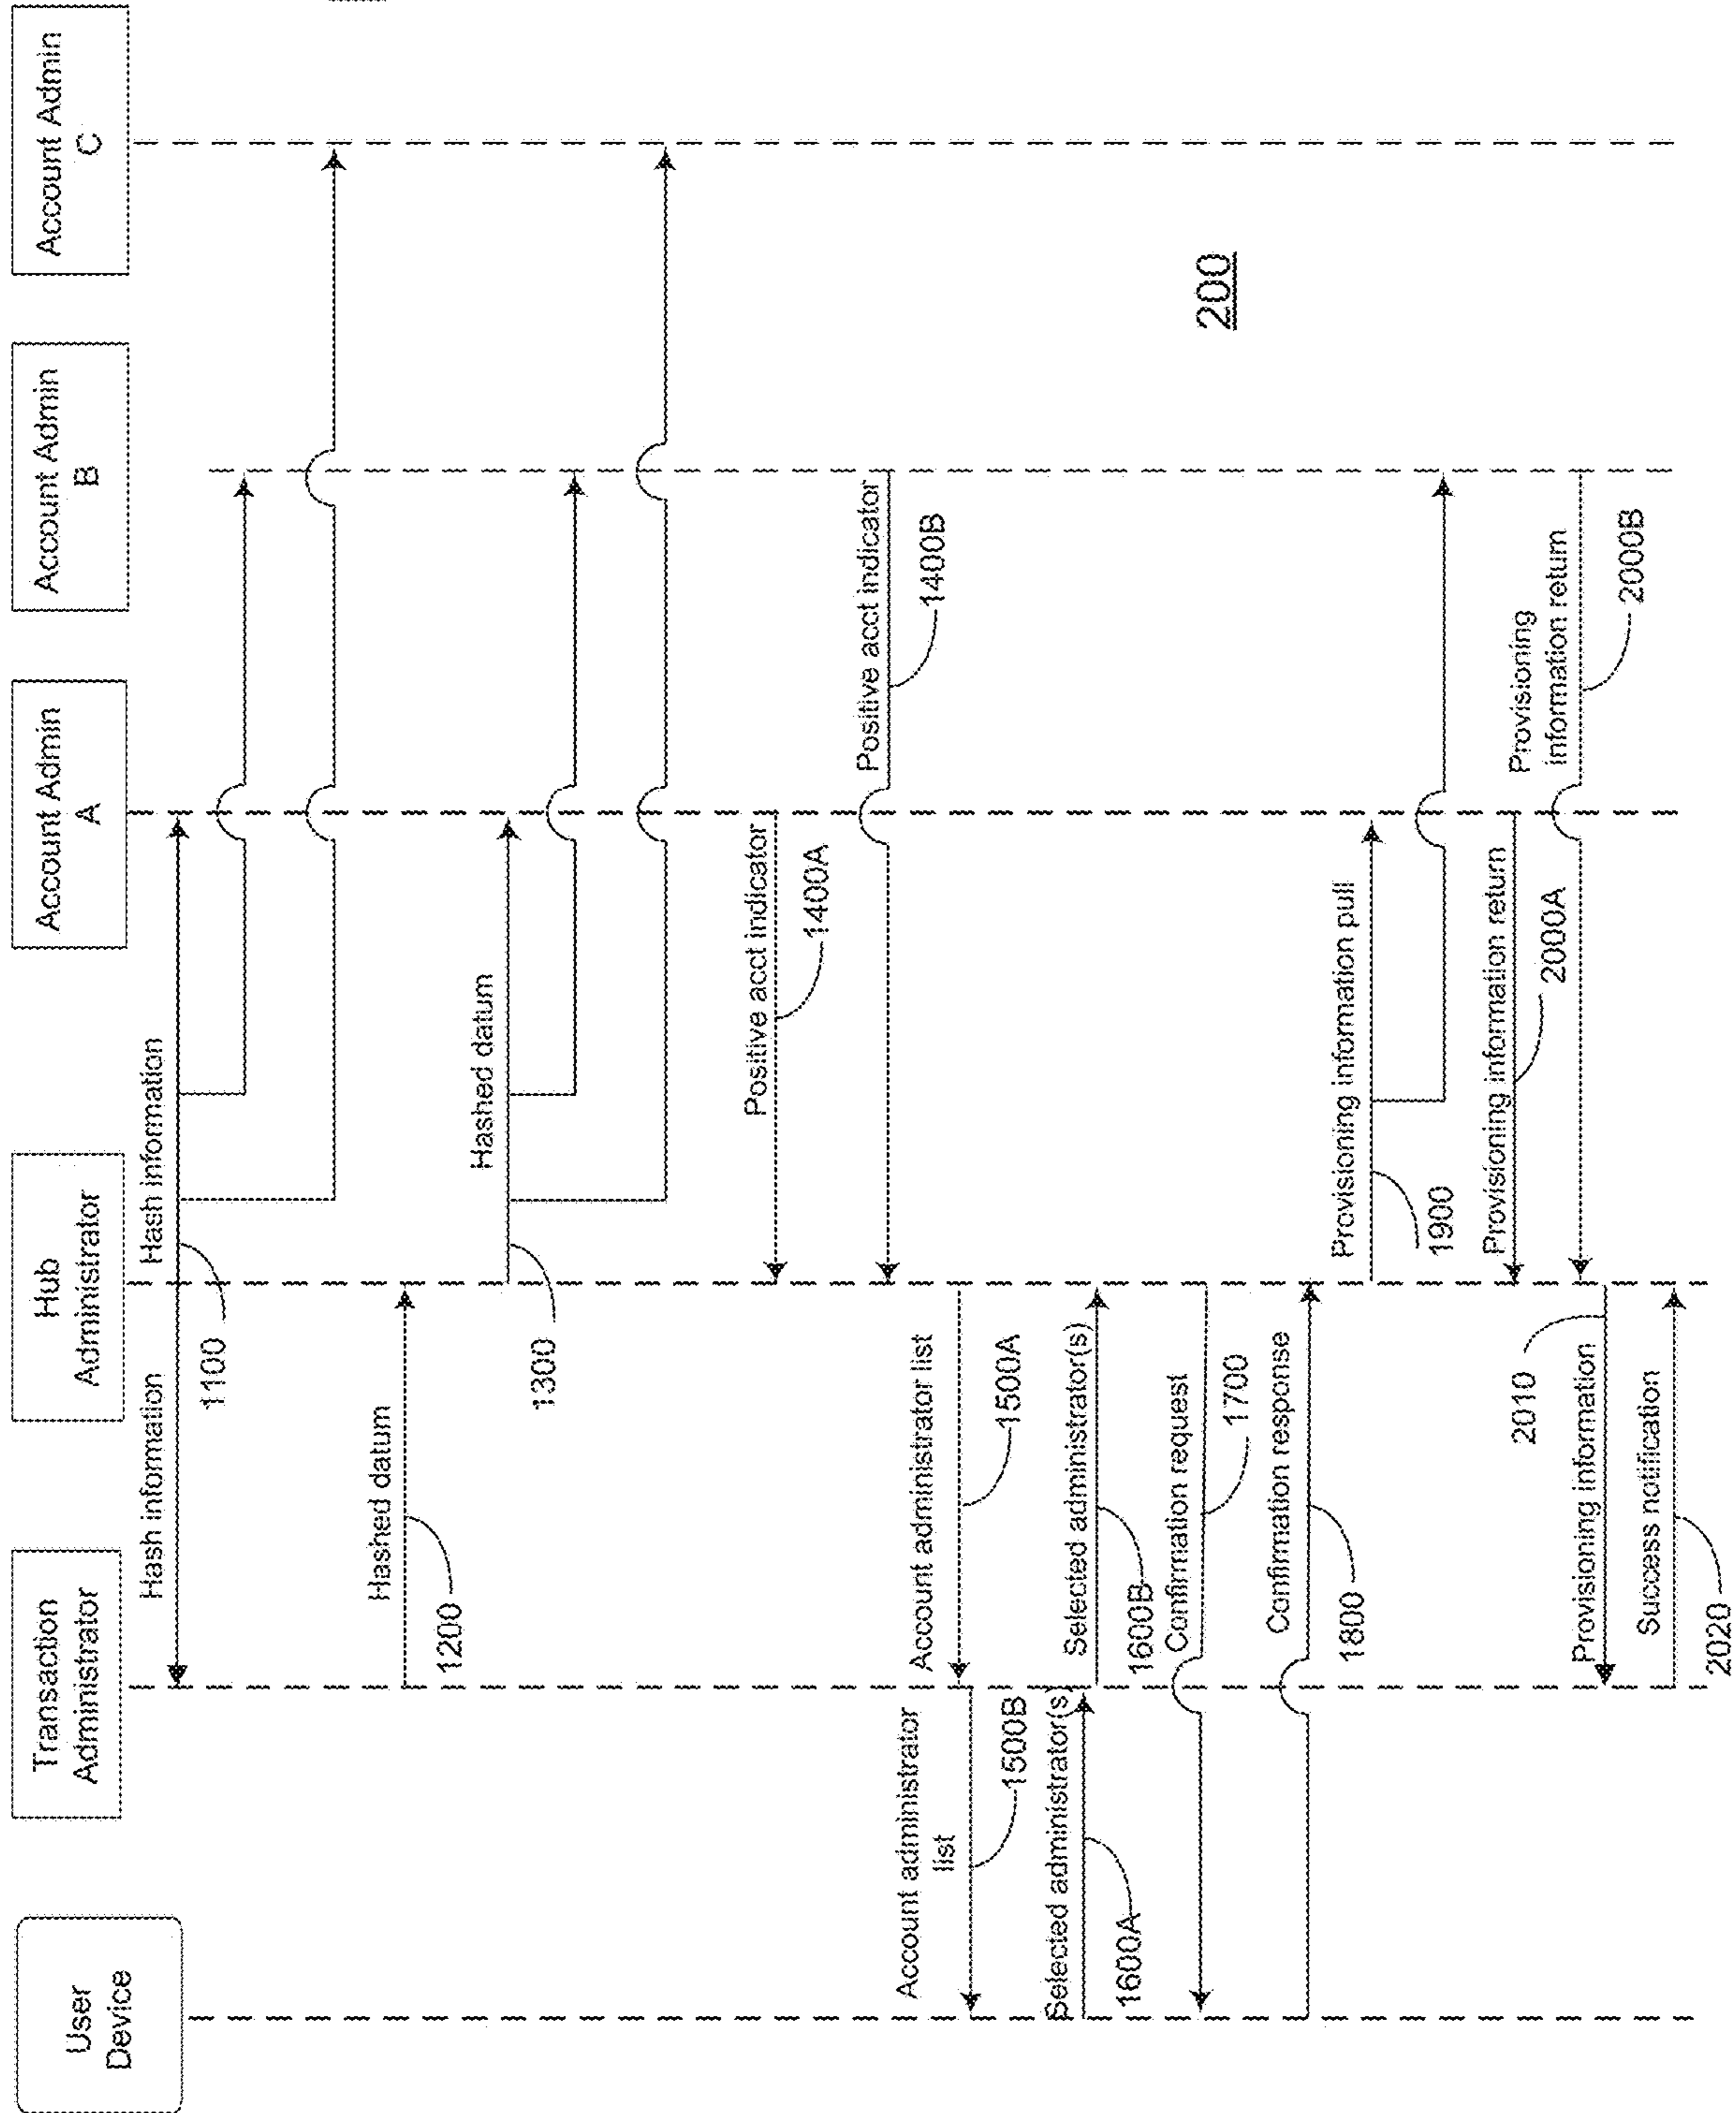 User
Device
Transaction
Administrator
Hub
Administrator
Account Admin
A
Account Admin
B
Account Admin
C
Hash information
Hash information
1100
Hashed datum
1200
Hashed datum
1300
Positive acct indicator
1400A
Positive acct indicator
1400B
Account administrator list
1500A
Account administrator
list
1500B
Selected administrator(s)
1600A
Selected administrator(s)
1600B
Confirmation request
1700
Confirmation response
1800
Provisioning information pull
1900
Provisioning information return
2000A
Provisioning
information return
2000B
2010
Provisioning information
Success notification
2020
200